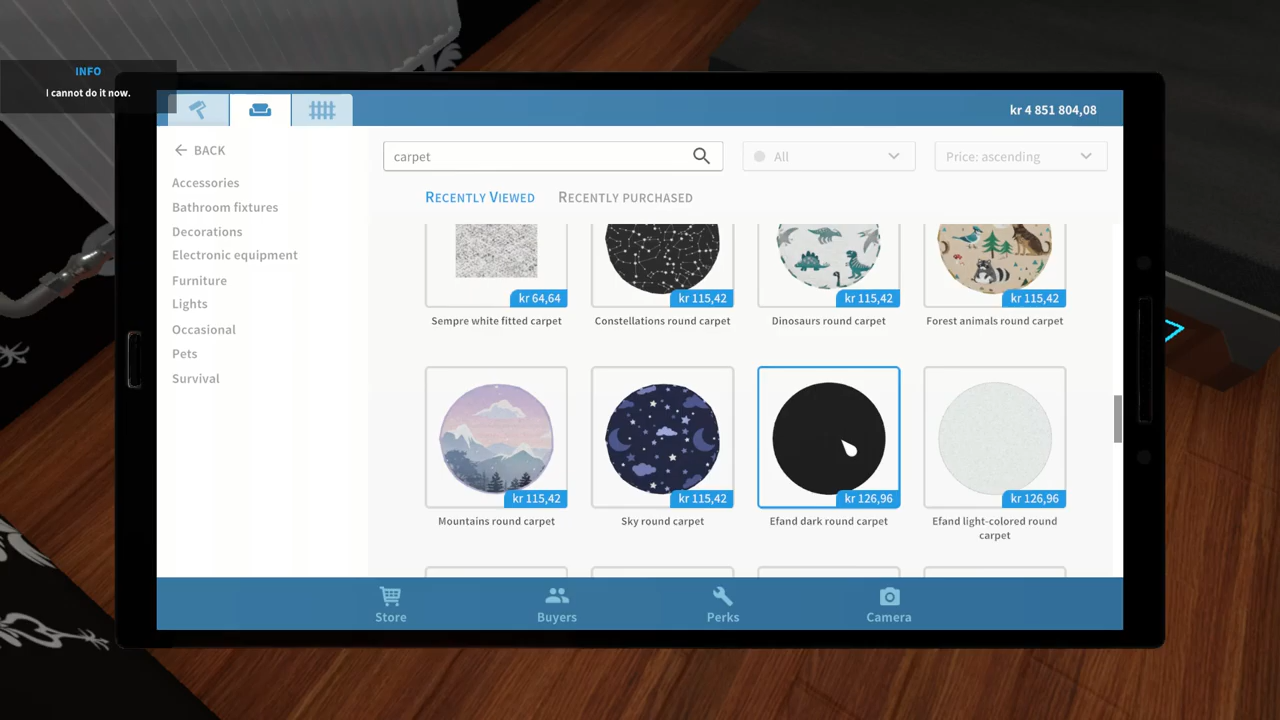 INFO
I cannot do it now.
kr 4 851 804,08
BACK
carpet
All
Price: ascending
RECENTLY VIEWED
RECENTLY PURCHASED
Accessories
Bathroom fixtures
Decorations
Electronic equipment
Furniture
Lights
Occasional
Pets
Survival
kr 64,64
kr 115,42
kr 115,42
kr 115,42
Sempre white fitted carpet
Constellations round carpet
Dinosaurs round carpet
Forest animals round carpet
kr 115,42
kr 115,42
kr 126,96
kr 126,96
Mountains round carpet
Sky round carpet
Efand dark round carpet
Efand light-colored round
carpet
Store
Buyers
Perks
Camera